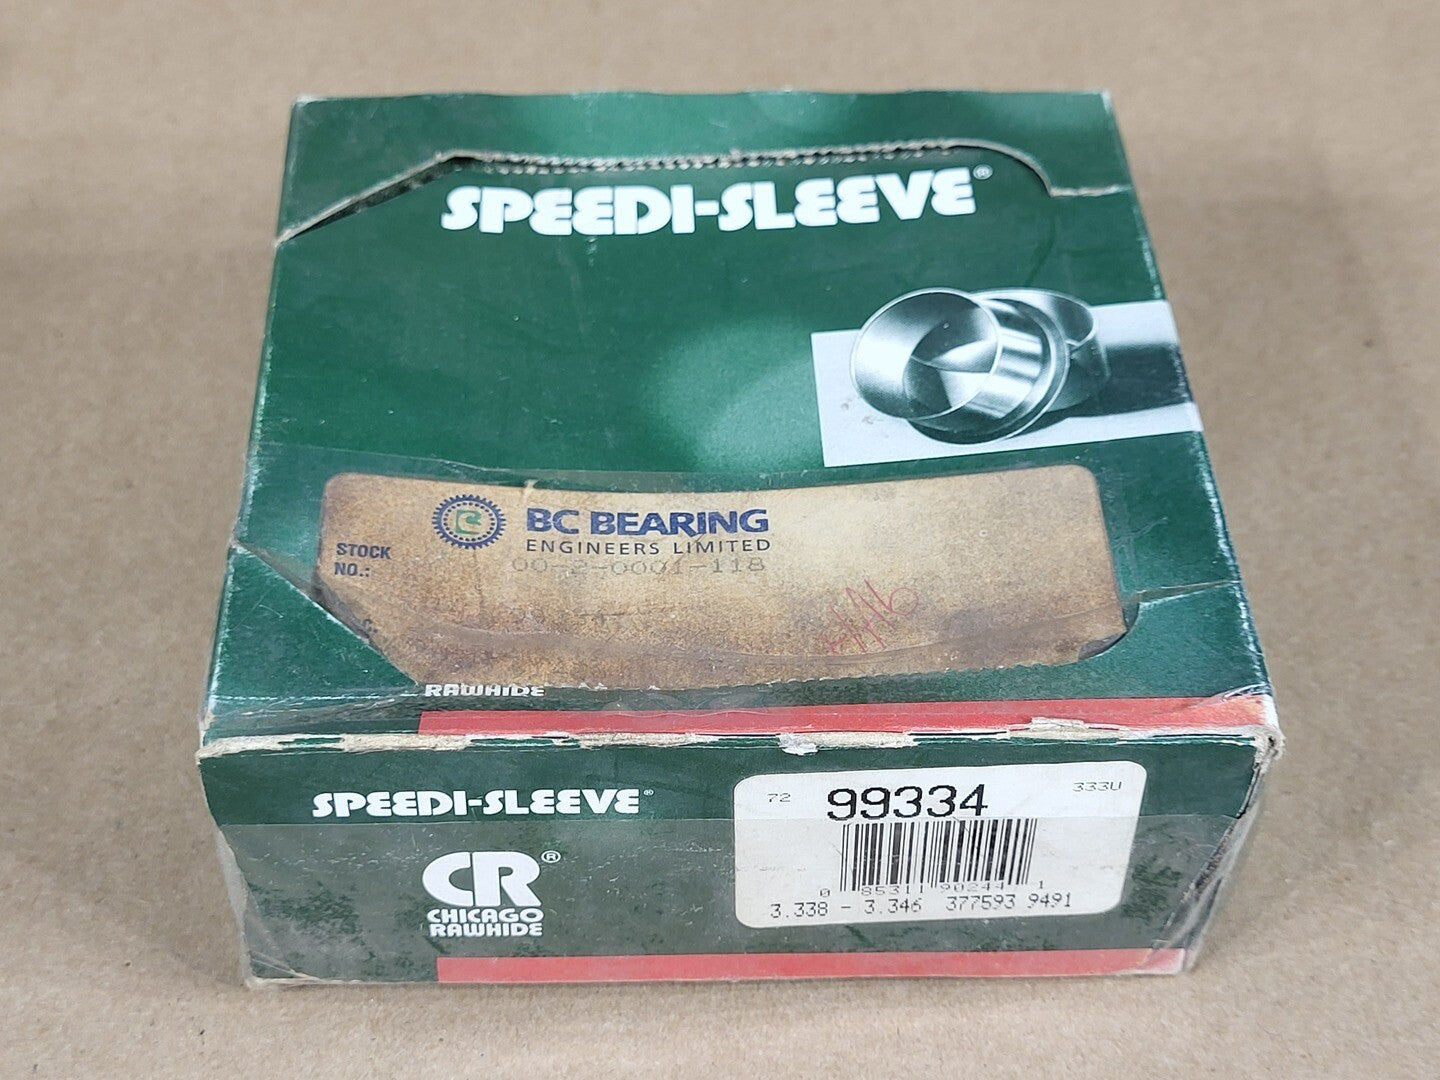 SPEEDI-SLEEVE®
BC BEARING
ENGINEERS LIMITED
STOCK
NO.:
00-2-0001-118
RAWHIDE
SPEEDI-SLEEVE®
CR®
CHICAGO
RAWHIDE
72 99334 333U
0 85311 90244 1
3.338 - 3.346 377593 9491